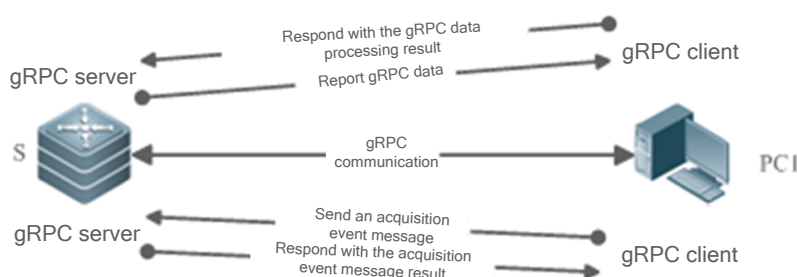 Respond with the gRPC data
processing result
gRPC server
gRPC client
Report gRPC data
S
gRPC
communication
PC1
Send an acquisition
event message
gRPC server
Respond with the acquisition
event message result
gRPC client